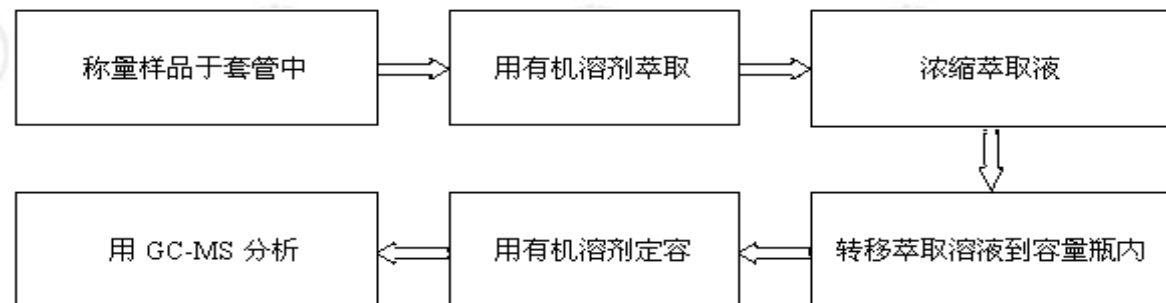 称量样品于套管中
用有机溶剂萃取
浓缩萃取液
转移萃取溶液到容量瓶内
用有机溶剂定容
用 GC-MS 分析